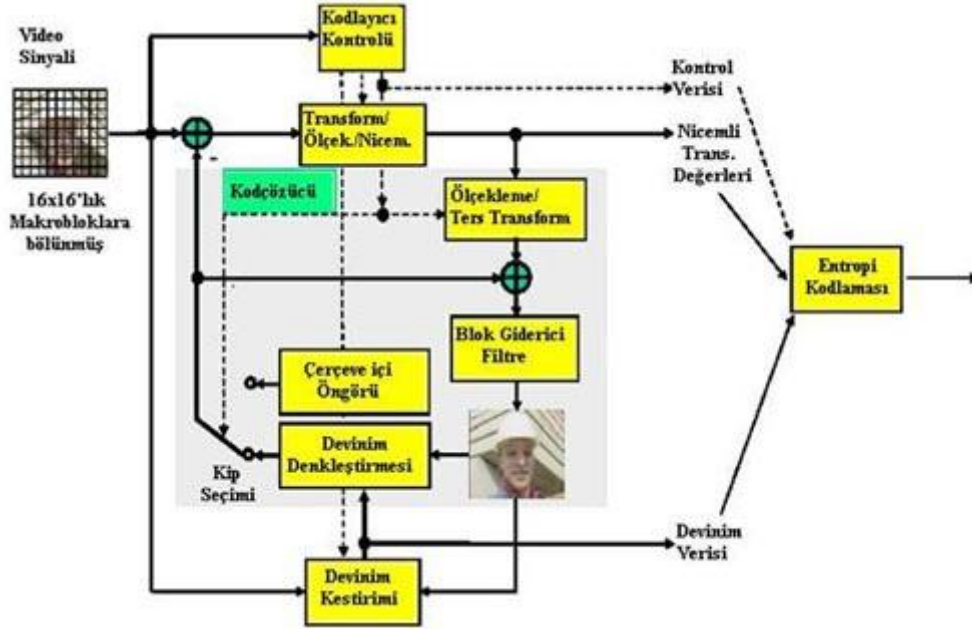 Video
Sinyali
16x16'lık
Makrobloklara
bölünmüş
Kodlayıcı
Kontrolü
Transform/
Ölçek./Nicem.
-
Kontrol
Verisi
Nicemli
Trans.
Değerleri
Kodçözücü
Ölçekleme/
Ters Transform
Entropi
Kodlaması
Blok Giderici
Filtre
Çerçeve içi
Öngörü
Devinim
Denkleştirmesi
Kip
Seçimi
Devinim
Verisi
Devinim
Kestirimi